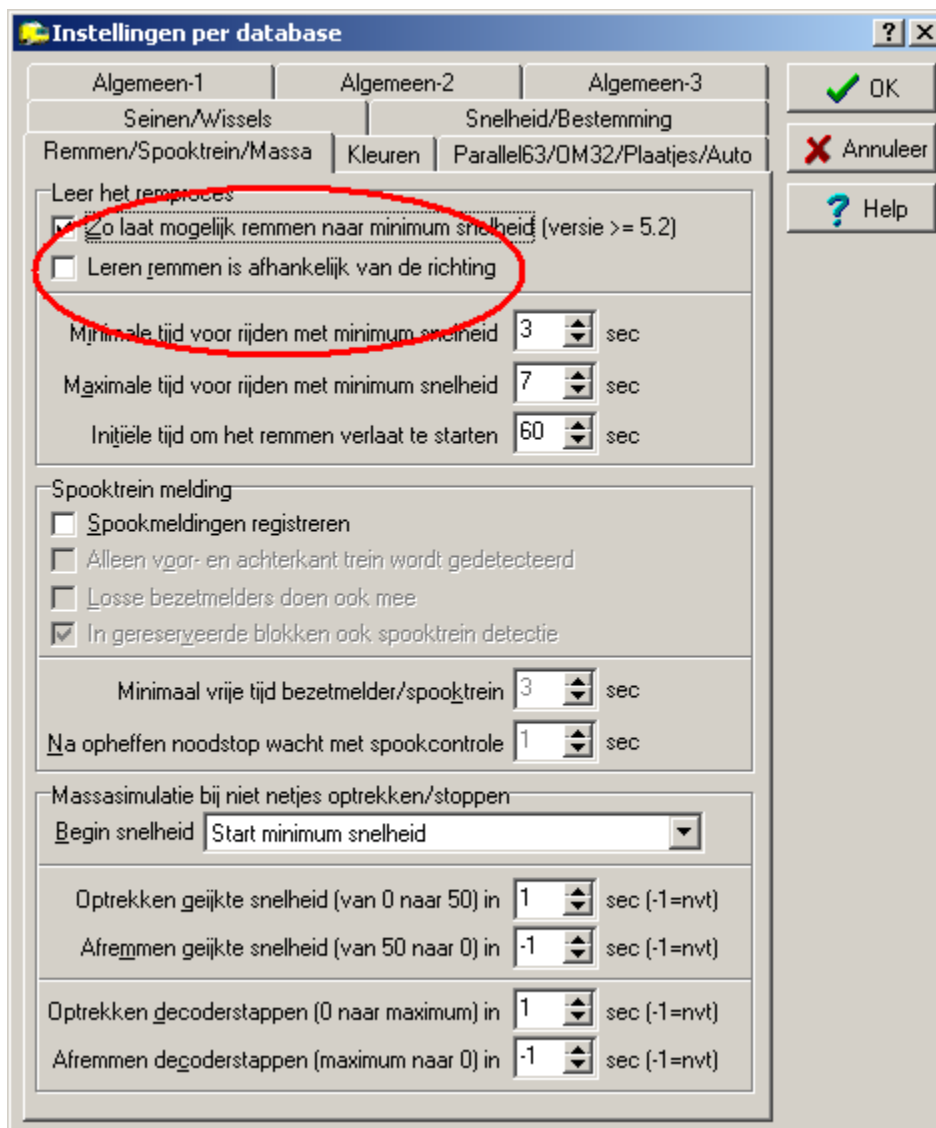 Instellingen per database
Algemeen-1 Algemeen-2 Algemeen-3
Seinen/Wissels Snelheid/Bestemming
Remmen/Spooktrein/Massa Kleuren Parallel63/OM32/Plaatjes/Auto
OK
Annuleer
Help
Leer het remproces
Zo laat mogelijk remmen naar minimum snelheid (versie >= 5.2)
Leren remmen is afhankelijk van de richting
Minimale tijd voor rijden met minimum snelheid 3 sec
Maximale tijd voor rijden met minimum snelheid 7 sec
Initiële tijd om het remmen verlaat te starten 60 sec
Spooktrein melding
Spookmeldingen registreren
Alleen voor- en achterkant trein wordt gedetecteerd
Losse bezetmelders doen ook mee
In gereserveerde blokken ook spooktrein detectie
Minimaal vrije tijd bezetmelder/spooktrein 3 sec
Na opheffen noodstop wacht met spookcontrole 1 sec
Massasimulatie bij niet netjes optrekken/stoppen
Begin snelheid Start minimum snelheid
Optrekken geijkte snelheid (van 0 naar 50) in 1 sec (-1=nvt)
Afremmen geijkte snelheid (van 50 naar 0) in -1 sec (-1=nvt)
Optrekken decoderstappen (0 naar maximum) in 1 sec (-1=nvt)
Afremmen decoderstappen (maximum naar 0) in -1 sec (-1=nvt)